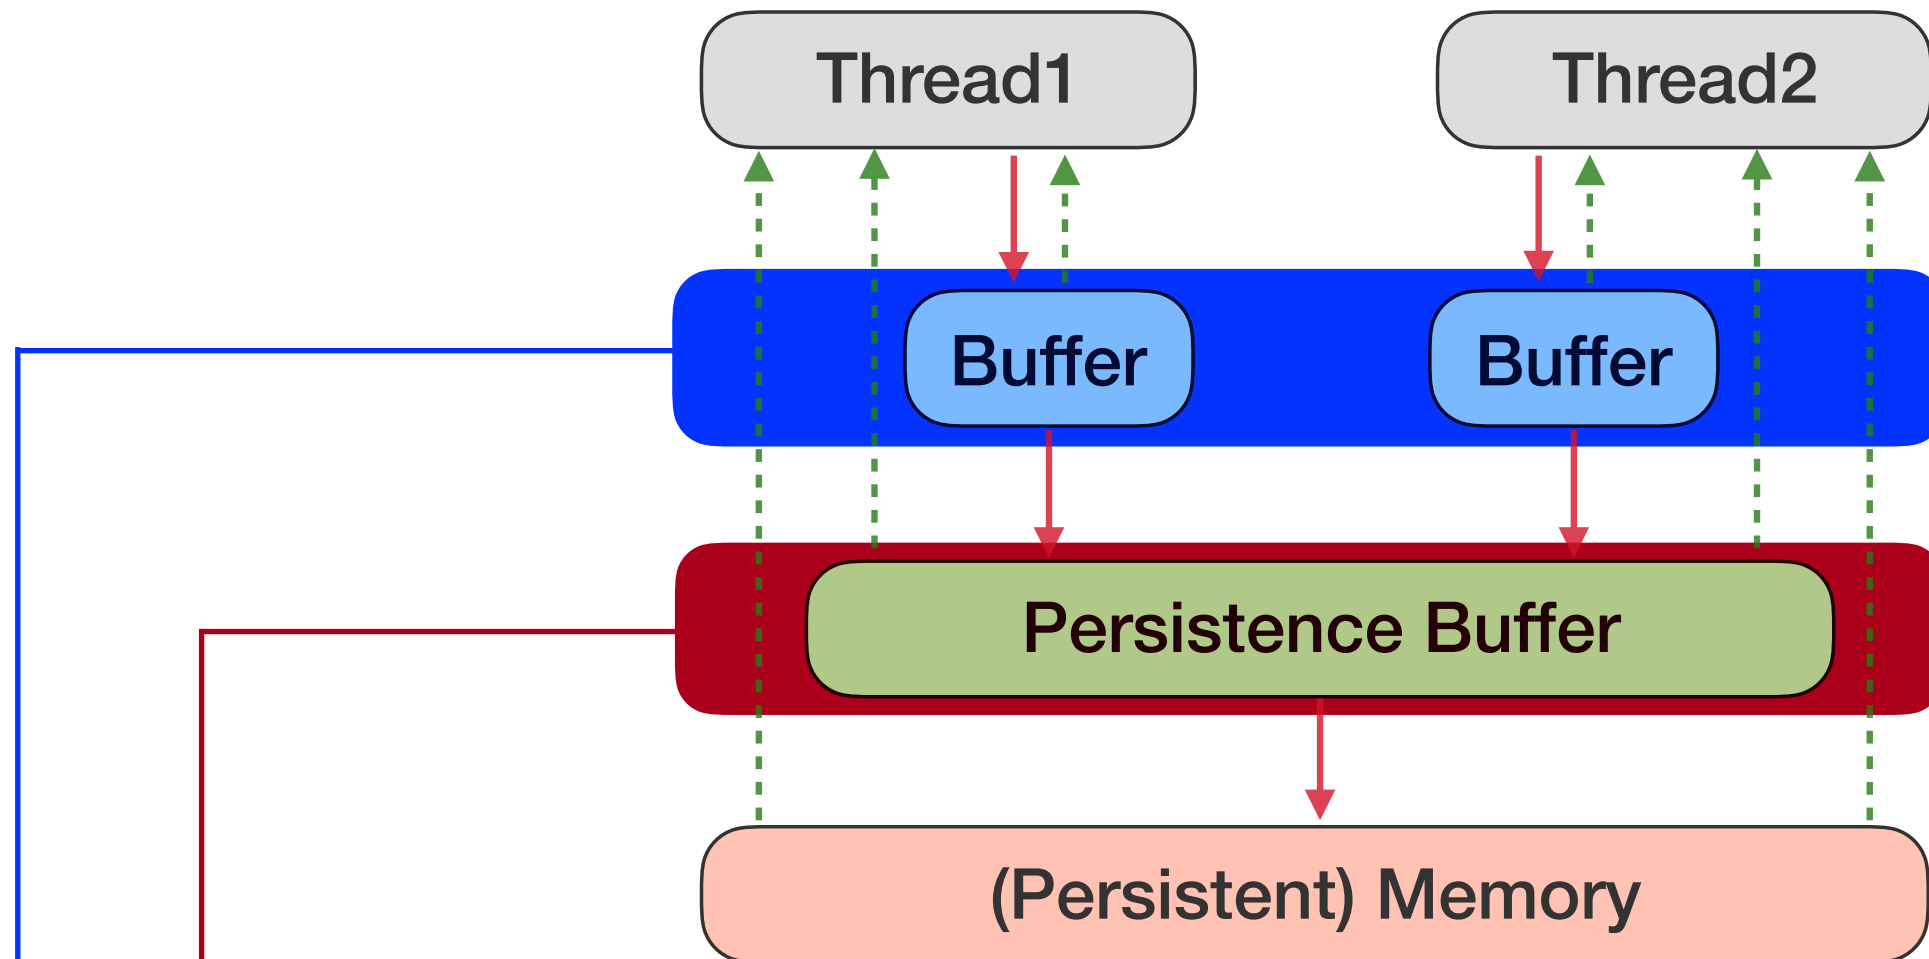 Thread1
Thread2
Buffer
Buffer
Persistence Buffer
(Persistent) Memory